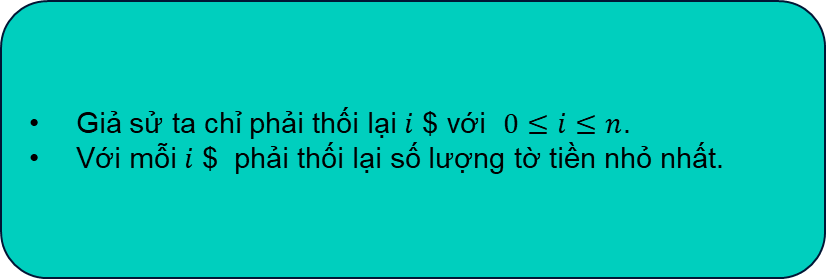 • Giả sử ta chỉ phải thối lại 𝑖 $ với 0 ≤ 𝑖 ≤ 𝑛.
• Với mỗi 𝑖 $ phải thối lại số lượng tờ tiền nhỏ nhất.